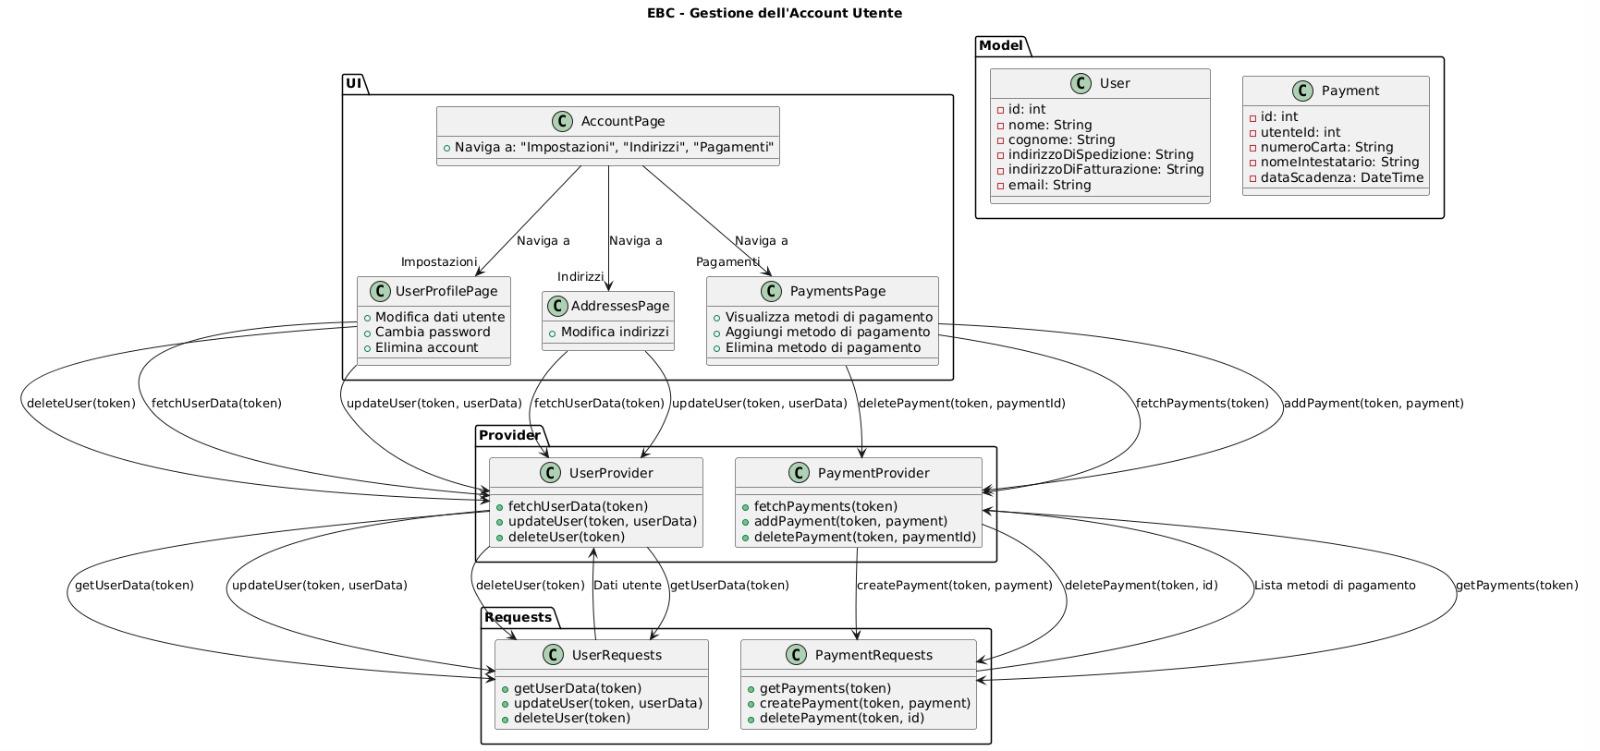 EBC - Gestione dell'Account Utente
Model
C User
id: int
nome: String
cognome: String
indirizzoDiSpedizione: String
indirizzoDiFatturazione: String
email: String
C Payment
id: int
utenteId: int
numeroCarta: String
nomeIntestatario: String
dataScadenza: DateTime
UI
C AccountPage
Naviga a: "Impostazioni", "Indirizzi", "Pagamenti"
Naviga a
Naviga a
Naviga a
Impostazioni
Indirizzi
Pagamenti
C UserProfilePage
Modifica dati utente
Cambia password
Elimina account
C AddressesPage
Modifica indirizzi
C PaymentsPage
Visualizza metodi di pagamento
Aggiungi metodo di pagamento
Elimina metodo di pagamento
deleteUser(token)
fetchUserData(token)
updateUser(token, userData)
fetchUserData(token)
updateUser(token, userData)
deletePayment(token, paymentId)
fetchPayments(token)
addPayment(token, payment)
Provider
C UserProvider
fetchUserData(token)
updateUser(token, userData)
deleteUser(token)
C PaymentProvider
fetchPayments(token)
addPayment(token, payment)
deletePayment(token, paymentId)
getUserData(token)
updateUser(token, userData)
deleteUser(token)
Dati utente
getUserData(token)
createPayment(token, payment)
deletePayment(token, id)
Lista metodi di pagamento
getPayments(token)
Requests
C UserRequests
getUserData(token)
updateUser(token, userData)
deleteUser(token)
C PaymentRequests
getPayments(token)
createPayment(token, payment)
deletePayment(token, id)